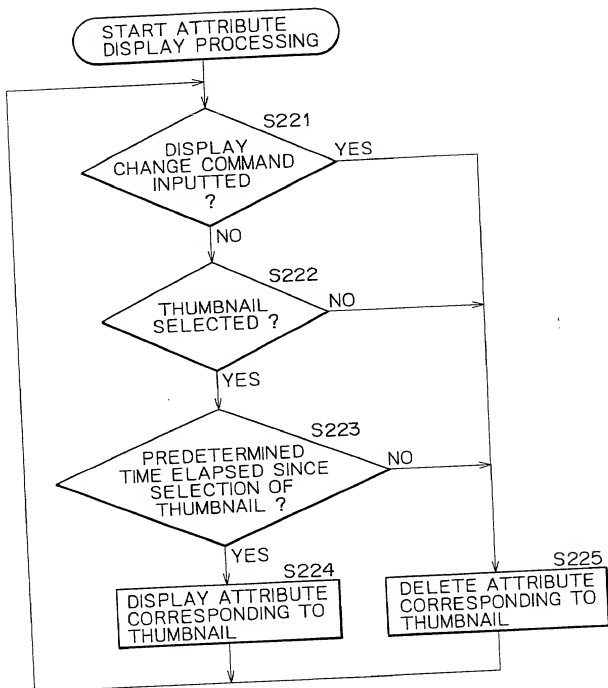 START ATTRIBUTE
DISPLAY PROCESSING
S221
DISPLAY
CHANGE COMMAND
INPUTTED
?
YES
NO
S222
THUMBNAIL
SELECTED ?
NO
YES
S223
PREDETERMINED
TIME ELAPSED SINCE
SELECTION OF
THUMBNAIL ?
NO
YES
S224
DISPLAY ATTRIBUTE
CORRESPONDING TO
THUMBNAIL
S225
DELETE ATTRIBUTE
CORRESPONDING TO
THUMBNAIL